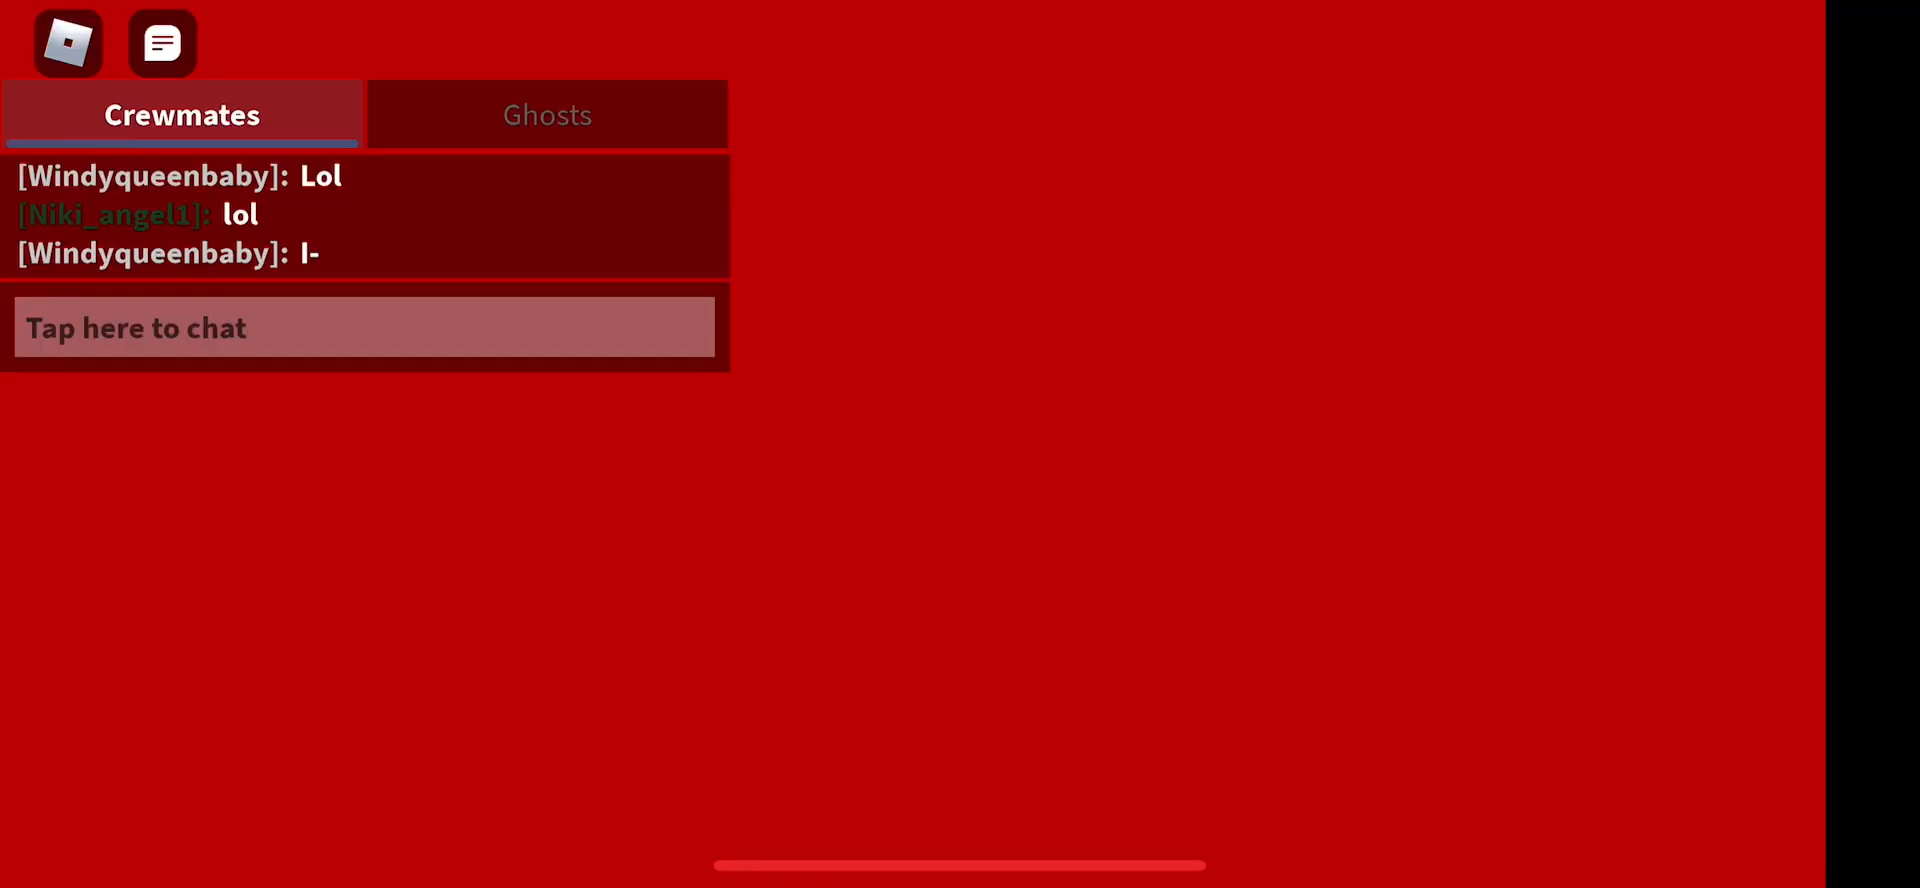 Crewmates
Ghosts
[Windyqueenbaby]: Lol
[Niki_angel1]: lol
[Windyqueenbaby]: I-
Tap here to chat